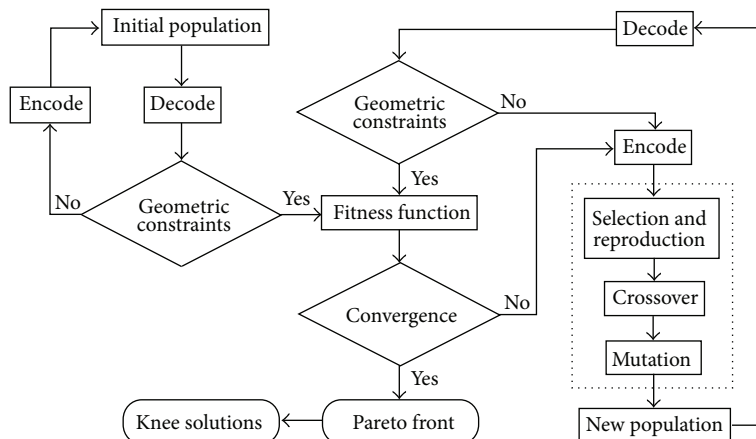 Initial population
Encode
Decode
No
Geometric
constraints
Yes
Decode
Geometric
constraints
No
Yes
Encode
Fitness function
Convergence
No
Yes
Selection and
reproduction
Crossover
Mutation
New population
Pareto front
Knee solutions